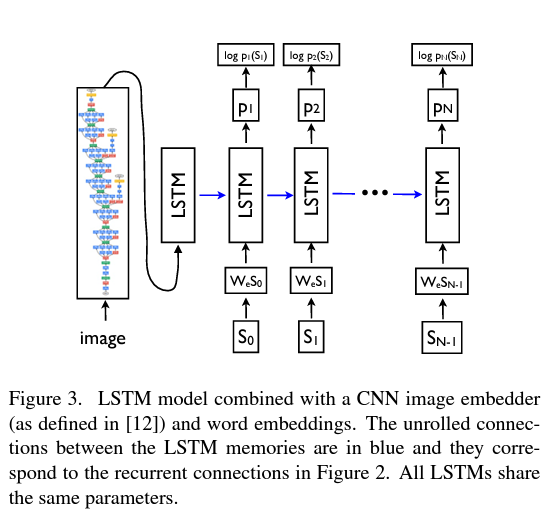 log p1(S1) log p2(S2) log pN(SN)
p1 p2 pN
LSTM LSTM LSTM LSTM
WeS0 WeS1 WeSN-1
image S0 S1 SN-1
Figure 3. LSTM model combined with a CNN image embedder
(as defined in [12]) and word embeddings. The unrolled connec-
tions between the LSTM memories are in blue and they corre-
spond to the recurrent connections in Figure 2. All LSTMs share
the same parameters.